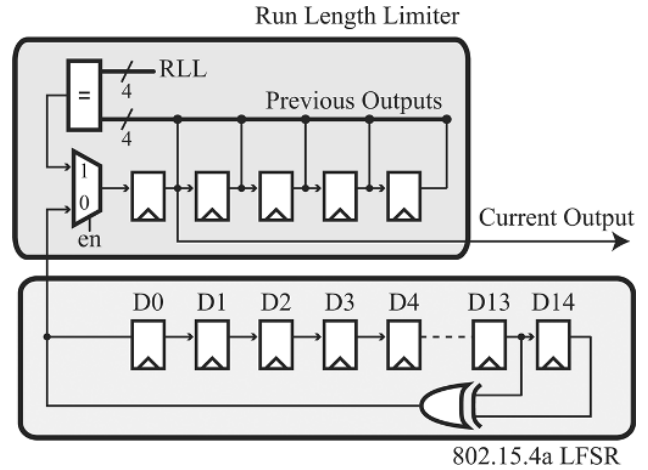 Run Length Limiter
RLL
4
=
Previous Outputs
4
1
0
en
Current Output
D0 D1 D2 D3 D4 D13 D14
802.15.4a LFSR